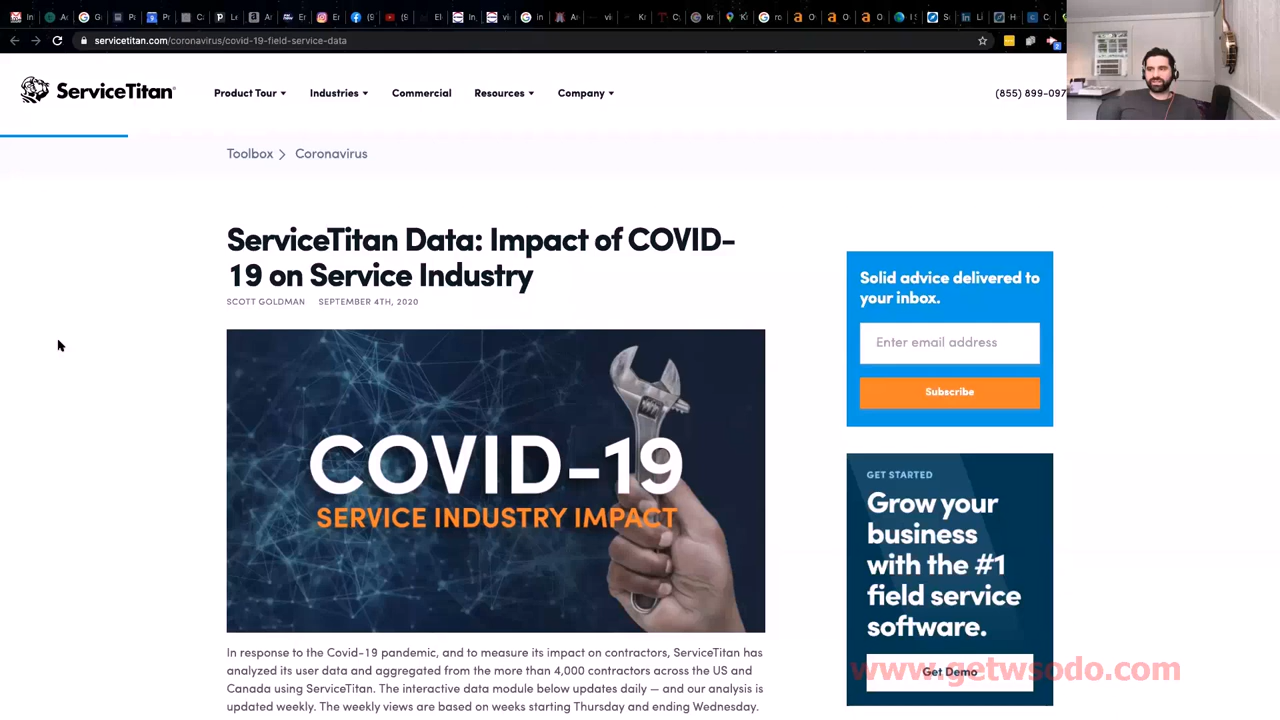 servicetitan.com/coronavirus/covid-19-field-service-data
ServiceTitan
Product Tour
Industries
Commercial
Resources
Company
(855) 899-097
Toolbox
Coronavirus
ServiceTitan Data: Impact of COVID-
19 on Service Industry
SCOTT GOLDMAN SEPTEMBER 4TH, 2020
COVID-19
SERVICE INDUSTRY IMPACT
In response to the Covid-19 pandemic, and to measure its impact on contractors, ServiceTitan has
analyzed its user data and aggregated from the more than 4,000 contractors across the US and
Canada using ServiceTitan. The interactive data module below updates daily — and our analysis is
updated weekly. The weekly views are based on weeks starting Thursday and ending Wednesday.
Solid advice delivered to
your inbox.
Enter email address
Subscribe
GET STARTED
Grow your
business
with the #1
field service
software.
Get Demo
www.getwsodo.com